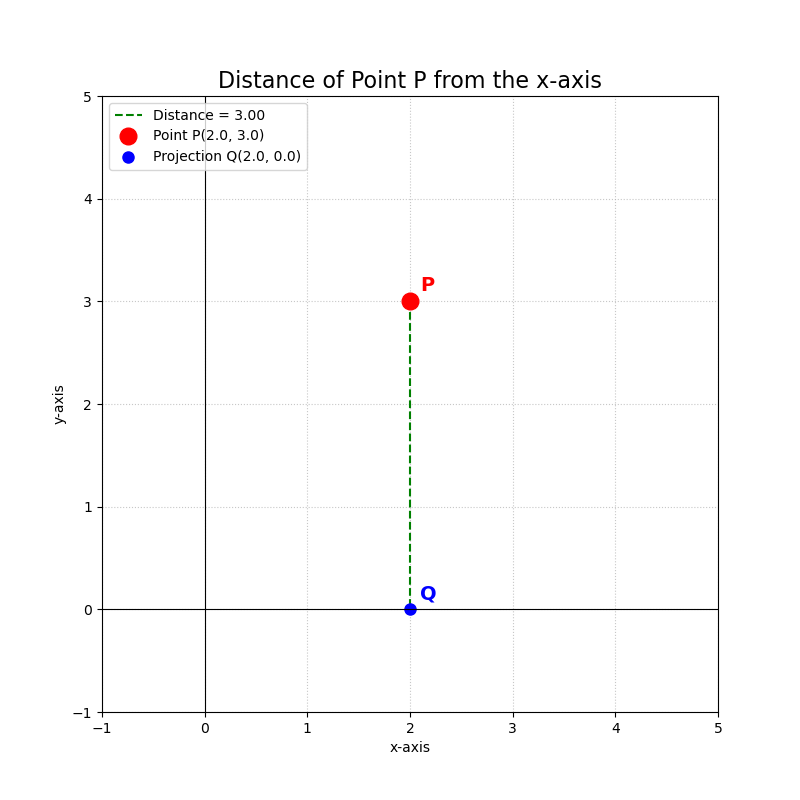 Distance of Point P from the x-axis
Distance = 3.00
Point P(2.0, 3.0)
Projection Q(2.0, 0.0)
5
4
3
2
1
0
−1
y-axis
P
Q
−1 0 1 2 3 4 5
x-axis